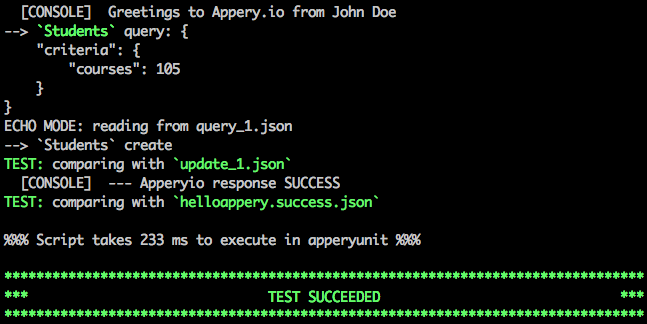 [CONSOLE]  Greetings to Appery.io from John Doe
--> `Students` query: {
    "criteria": {
        "courses": 105
    }
}
ECHO MODE: reading from query_1.json
--> `Students` create
TEST: comparing with `update_1.json`
  [CONSOLE]  --- Apperyio response SUCCESS
TEST: comparing with `helloappery.success.json`
%%% Script takes 233 ms to execute in apperyunit %%%
********************************************************************************
***                              TEST SUCCEEDED                              ***
********************************************************************************